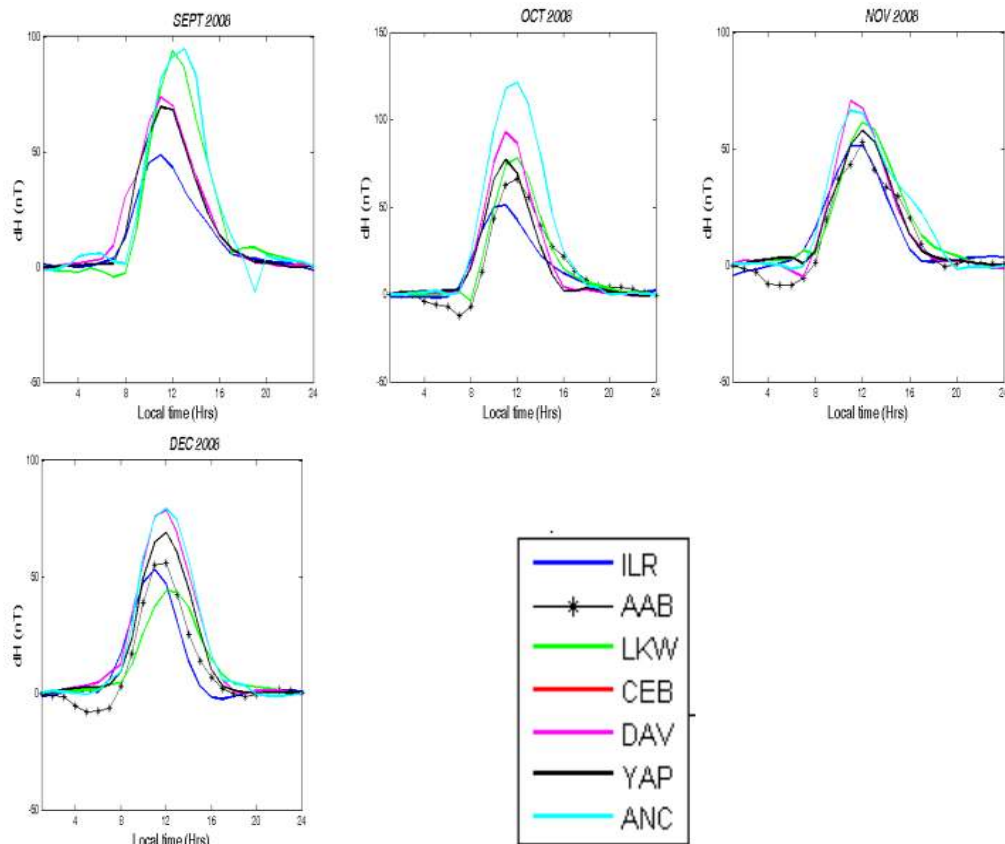 SEPT 2008
100
50
0
-50
dH (nT)
4 8 12 16 20 24
Local time (Hrs)
OCT 2008
150
100
50
0
-50
dH (nT)
4 8 12 16 20 24
Local time (Hrs)
NOV 2008
100
50
0
-50
dH (nT)
4 8 12 16 20 24
Local time (Hrs)
DEC 2008
100
50
0
-50
dH (nT)
4 8 12 16 20 24
Local time (Hrs)
ILR
AAB
LKW
CEB
DAV
YAP
ANC